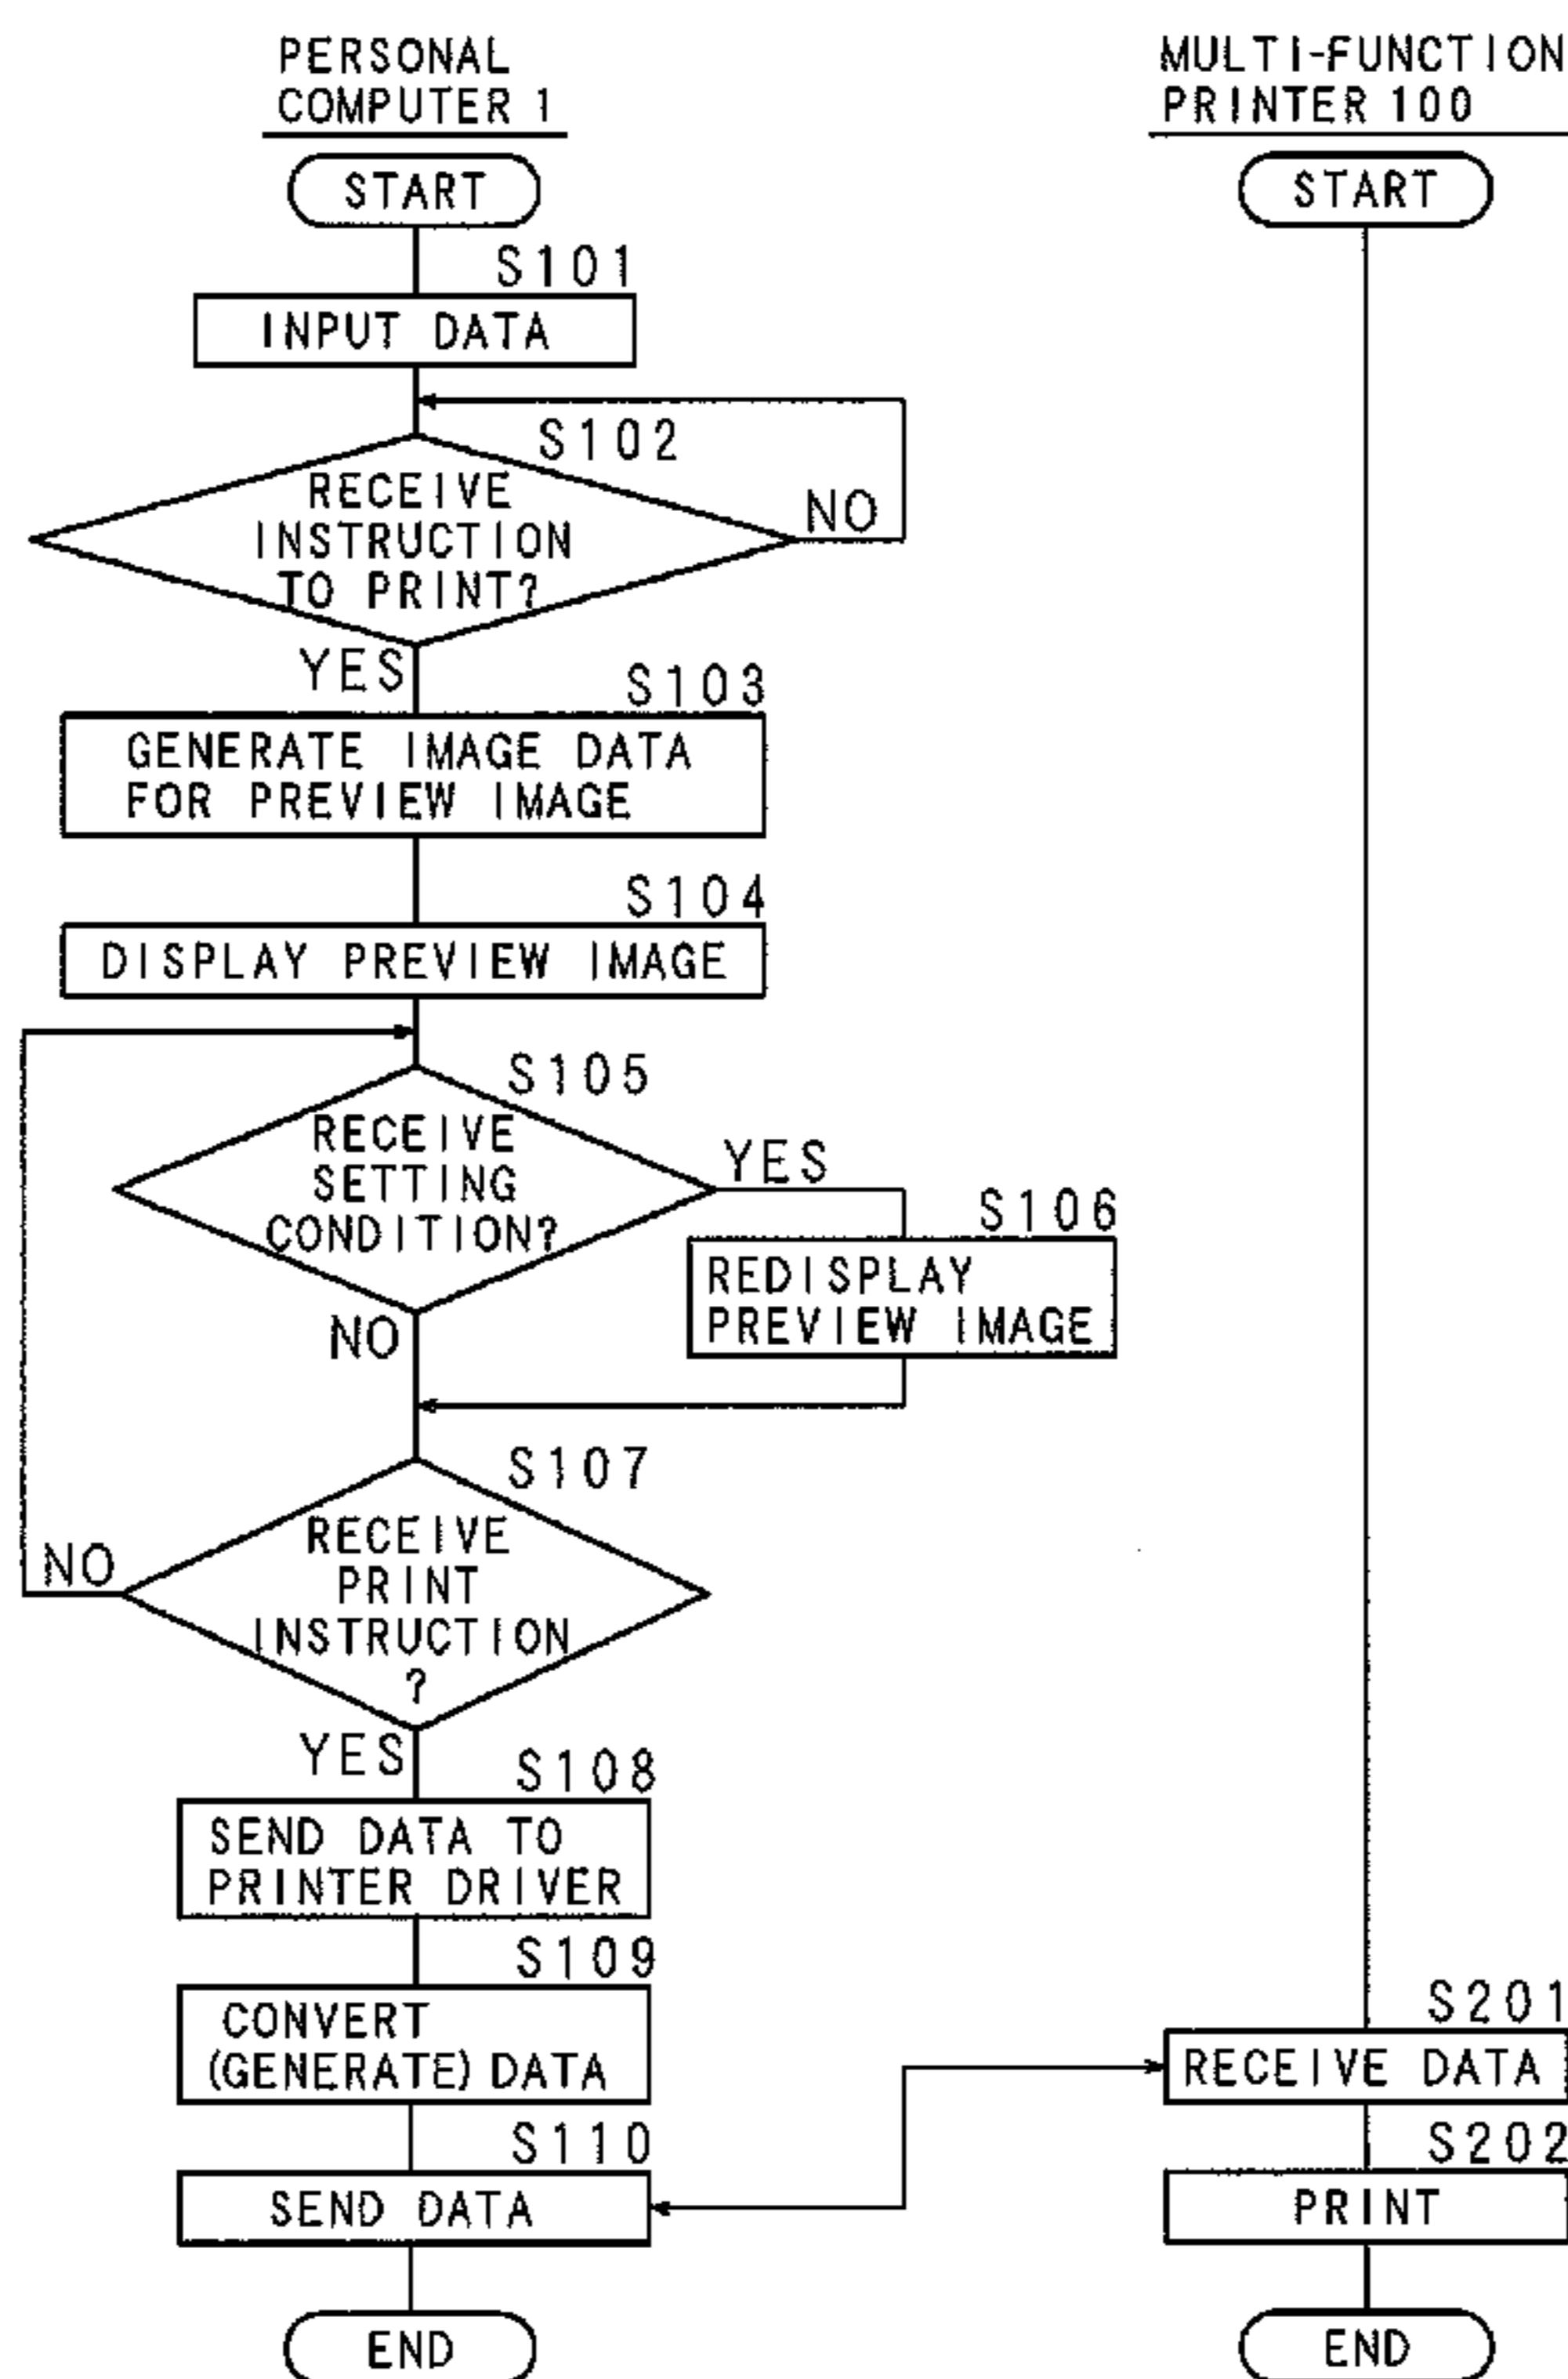 PERSONAL
COMPUTER 1
START
S101
INPUT DATA
S102
RECEIVE
INSTRUCTION
TO PRINT?
NO
YES
S103
GENERATE IMAGE DATA
FOR PREVIEW IMAGE
S104
DISPLAY PREVIEW IMAGE
S105
RECEIVE
SETTING
CONDITION?
YES
S106
REDISPLAY
PREVIEW IMAGE
NO
S107
RECEIVE
PRINT
INSTRUCTION
?
NO
YES
S108
SEND DATA TO
PRINTER DRIVER
S109
CONVERT
(GENERATE) DATA
S110
SEND DATA
END
MULTI-FUNCTION
PRINTER 100
START
S201
RECEIVE DATA
S202
PRINT
END